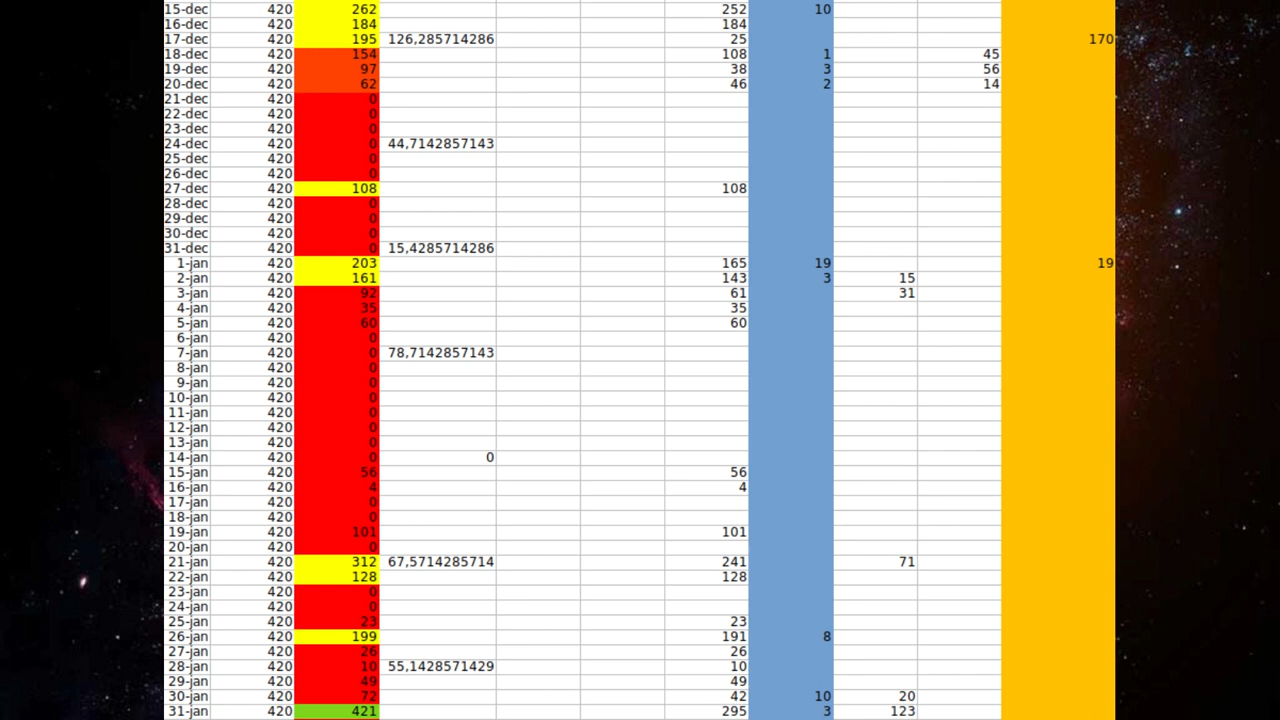 15-dec 420 262 252 10
16-dec 420 184 184
17-dec 420 195 126,285714286 25 170
18-dec 420 154 108 1 45
19-dec 420 97 38 3 56
20-dec 420 62 46 2 14
21-dec 420 0
22-dec 420 0
23-dec 420 0
24-dec 420 0 44,7142857143
25-dec 420 0
26-dec 420 0
27-dec 420 108 108
28-dec 420 0
29-dec 420 0
30-dec 420 0
31-dec 420 0 15,4285714286
1-jan 420 203 165 19 19
2-jan 420 161 143 3 15
3-jan 420 92 61 31
4-jan 420 35 35
5-jan 420 60 60
6-jan 420 0
7-jan 420 0 78,7142857143
8-jan 420 0
9-jan 420 0
10-jan 420 0
11-jan 420 0
12-jan 420 0
13-jan 420 0
14-jan 420 0 0
15-jan 420 56 56
16-jan 420 4 4
17-jan 420 0
18-jan 420 0
19-jan 420 101 101
20-jan 420 0
21-jan 420 312 67,5714285714 241 71
22-jan 420 128 128
23-jan 420 0
24-jan 420 0
25-jan 420 23 23
26-jan 420 199 191 8
27-jan 420 26 26
28-jan 420 10 55,1428571429 10
29-jan 420 49 49
30-jan 420 72 42 10 20
31-jan 420 421 295 3 123